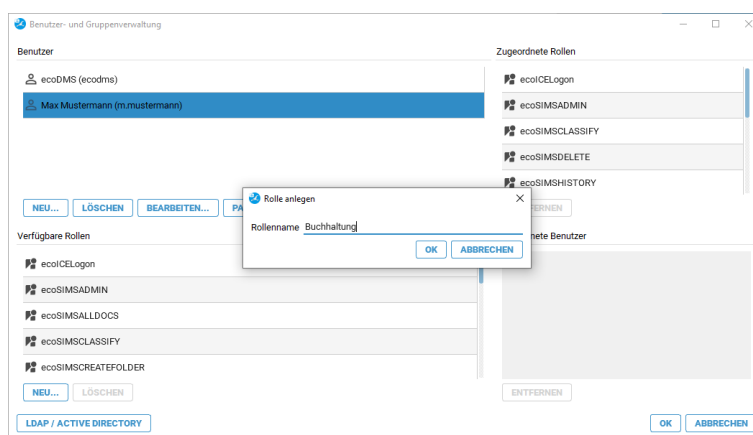 Benutzer- und Gruppenverwaltung
Benutzer
Zugeordnete Rollen
ecoDMS (ecodms)
Max Mustermann (m.mustermann)
ecoICELogon
ecoSIMSADMIN
ecoSIMSCLASSIFY
ecoSIMSDELETE
ecoSIMSHISTORY
NEU... LÖSCHEN BEARBEITEN...
Rolle anlegen
Rollenname Buchhaltung
OK ABBRECHEN
Verfügbare Rollen
Benutzer
ecoICELogon
ecoSIMSADMIN
ecoSIMSALLDOCS
ecoSIMSCLASSIFY
ecoSIMSCREATEFOLDER
NEU... LÖSCHEN
ENTFERNEN
LDAP / ACTIVE DIRECTORY
OK ABBRECHEN